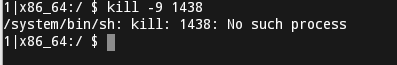 1|x86_64:/ $ kill -9 1438
/system/bin/sh: kill: 1438: No such process
1|x86_64:/ $